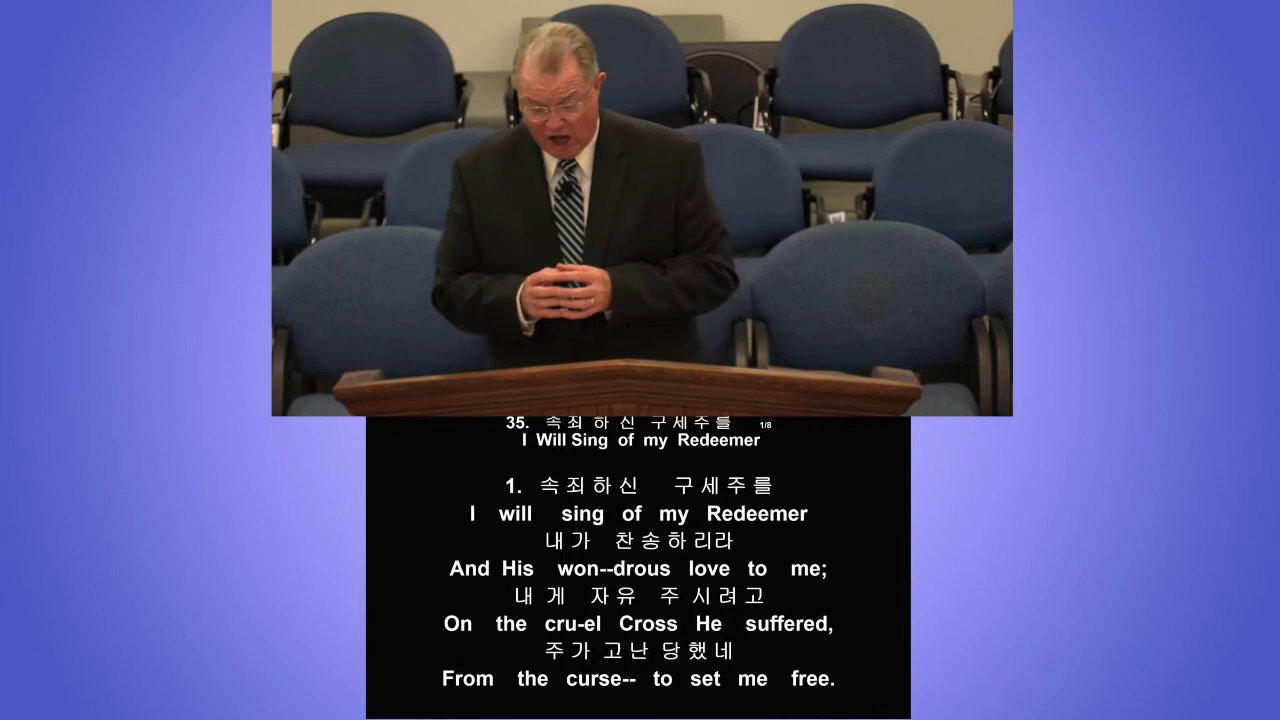 35. 속 죄 하 신 구 세 주 를 1/8
I Will Sing of my Redeemer
1. 속 죄 하 신 구 세 주 를
I will sing of my Redeemer
내 가 찬 송 하 리 라
And His won--drous love to me;
내 게 자 유 주 시 려 고
On the cru-el Cross He suffered,
주 가 고 난 당 했 네
From the curse-- to set me free.